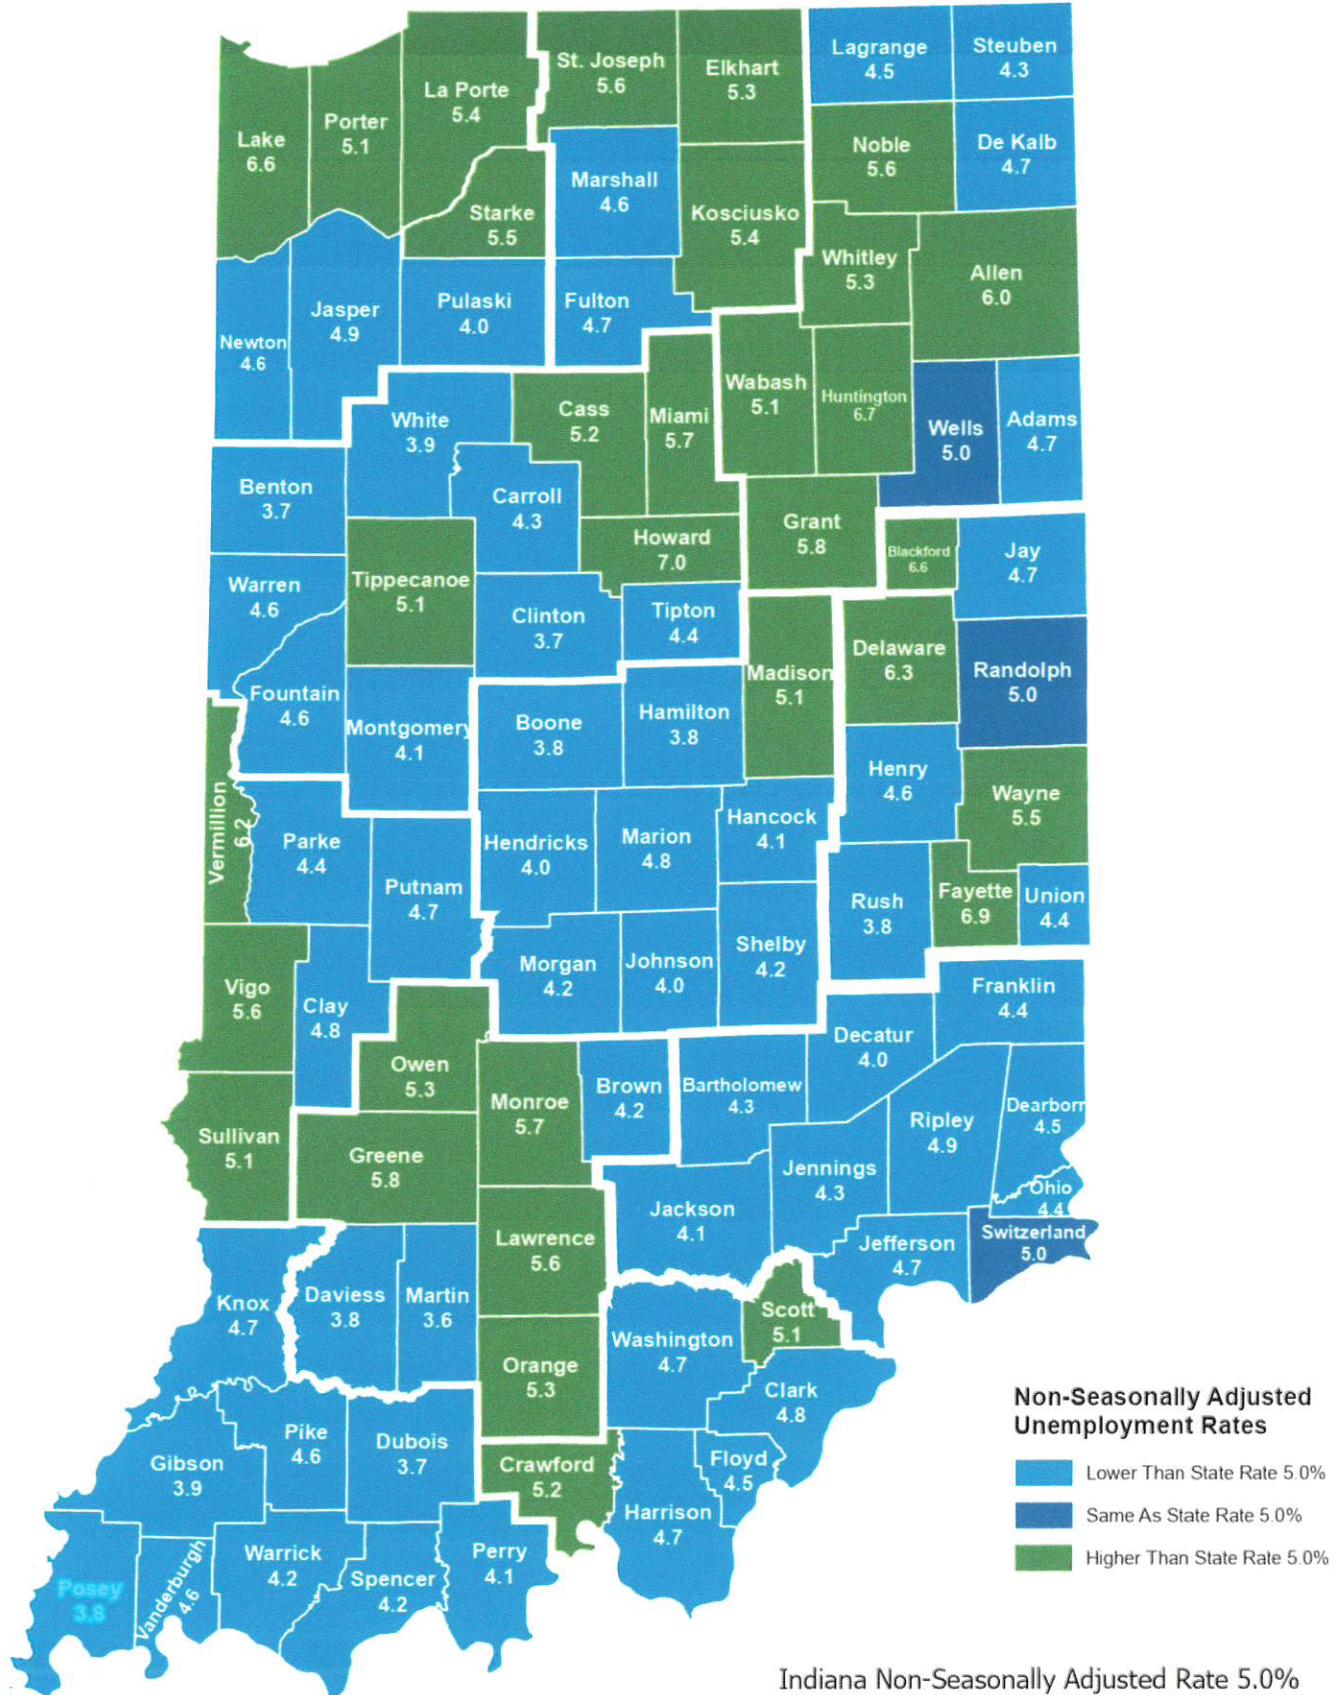 Lagrange
4.5
Steuben
4.3
St. Joseph
5.6
Elkhart
5.3
La Porte
5.4
Porter
5.1
Lake
6.6
Noble
5.6
De Kalb
4.7
Marshall
4.6
Starke
5.5
Kosciusko
5.4
Whitley
5.3
Allen
6.0
Jasper
4.9
Pulaski
4.0
Fulton
4.7
Newton
4.6
Wabash
5.1
Huntington
6.7
White
3.9
Cass
5.2
Miami
5.7
Wells
5.0
Adams
4.7
Benton
3.7
Carroll
4.3
Grant
5.8
Howard
7.0
Blackford
6.6
Jay
4.7
Warren
4.6
Tippecanoe
5.1
Clinton
3.7
Tipton
4.4
Delaware
6.3
Randolph
5.0
Madison
5.1
Fountain
4.6
Montgomery
4.1
Boone
3.8
Hamilton
3.8
Henry
4.6
Wayne
5.5
Vermillion
6.2
Parke
4.4
Putnam
4.7
Hendricks
4.0
Marion
4.8
Hancock
4.1
Rush
3.8
Fayette
6.9
Union
4.4
Vigo
5.6
Clay
4.8
Morgan
4.2
Johnson
4.0
Shelby
4.2
Franklin
4.4
Decatur
4.0
Owen
5.3
Monroe
5.7
Brown
4.2
Bartholomew
4.3
Ripley
4.9
Dearborn
4.5
Sullivan
5.1
Greene
5.8
Jennings
4.3
Ohio
4.4
Jackson
4.1
Lawrence
5.6
Jefferson
4.7
Switzerland
5.0
Knox
4.7
Daviess
3.8
Martin
3.6
Scott
5.1
Washington
4.7
Orange
5.3
Clark
4.8
Pike
4.6
Dubois
3.7
Gibson
3.9
Crawford
5.2
Floyd
4.5
Harrison
4.7
Warrick
4.2
Perry
4.1
Spencer
4.2
Posey
3.8
Vanderburgh
4.6
Non-Seasonally Adjusted
Unemployment Rates
Lower Than State Rate 5.0%
Same As State Rate 5.0%
Higher Than State Rate 5.0%
Indiana Non-Seasonally Adjusted Rate 5.0%